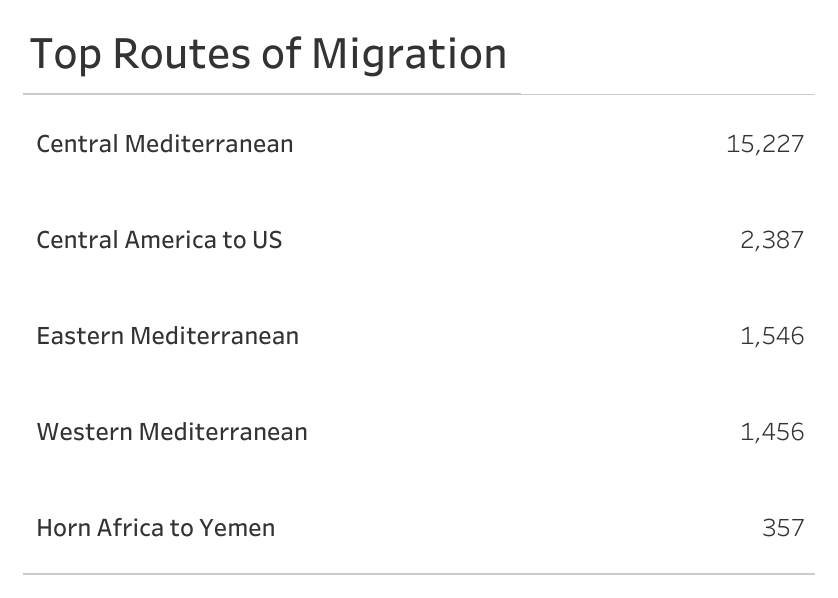 Top Routes of Migration
Central Mediterranean 15,227
Central America to US 2,387
Eastern Mediterranean 1,546
Western Mediterranean 1,456
Horn Africa to Yemen 357